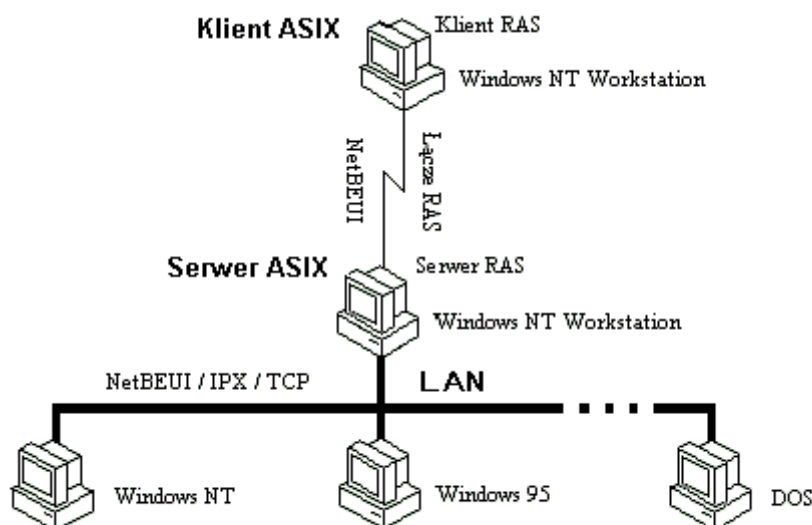 Klient ASIX
Klient RAS
Windows NT Workstation
NetBEUI
Łącze RAS
Serwer ASIX
Serwer RAS
Windows NT Workstation
NetBEUI / IPX / TCP
LAN
Windows NT
Windows 95
DOS